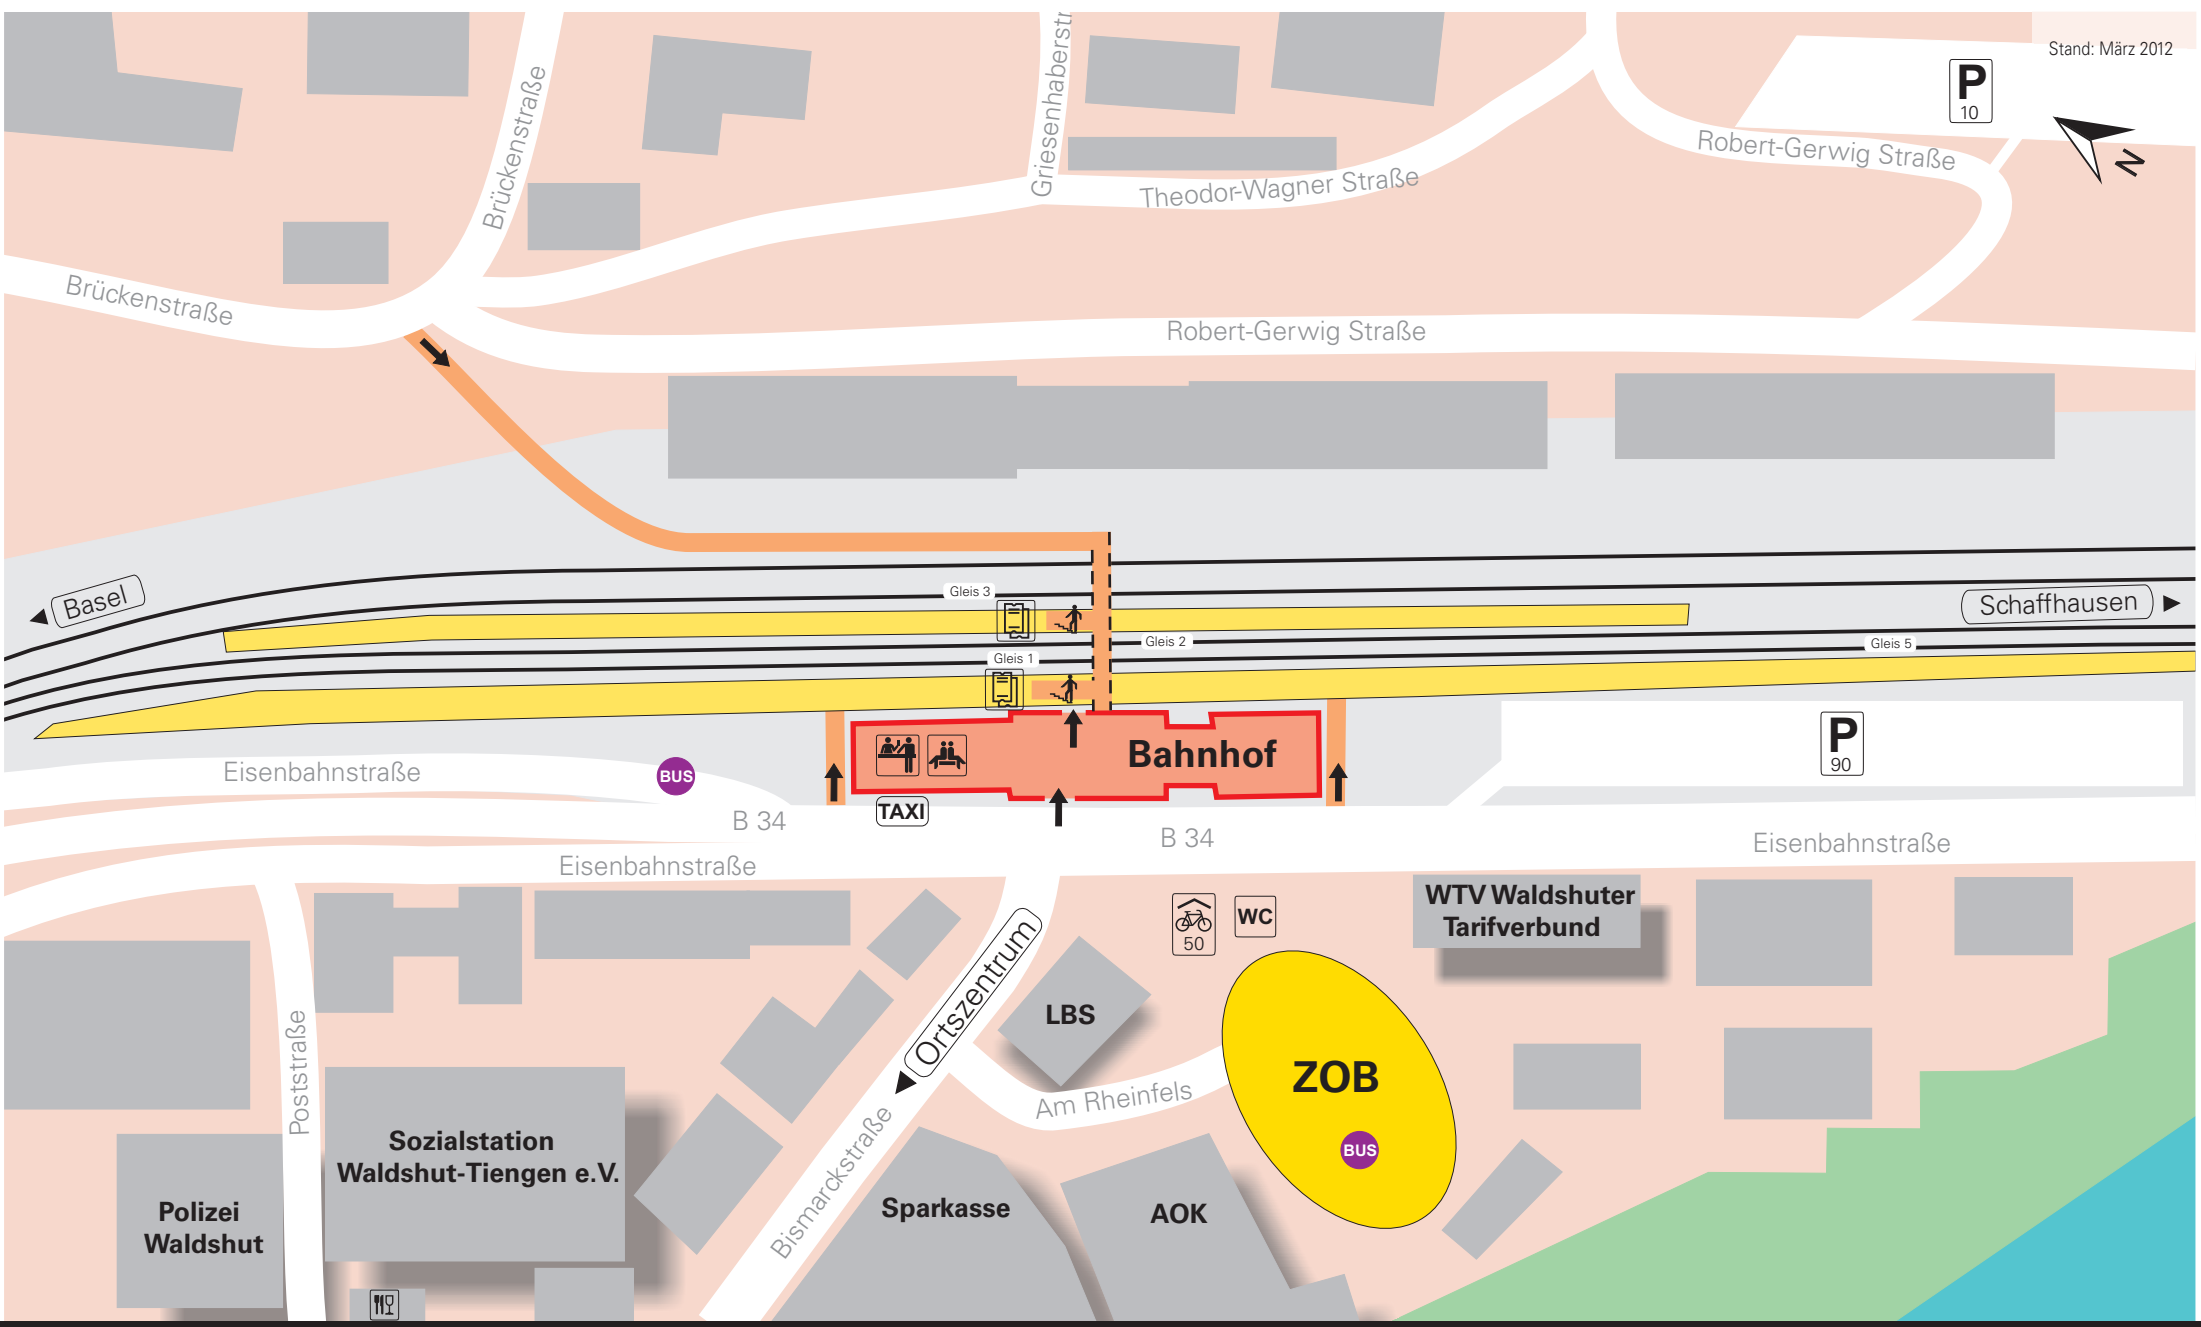 Stand: März 2012
P
10
N
Brückenstraße
Griesenhaberstr
Theodor-Wagner Straße
Robert-Gerwig Straße
Brückenstraße
Robert-Gerwig Straße
Basel
Schaffhausen
Gleis 3
Gleis 2
Gleis 5
Gleis 1
Bahnhof
P
90
Eisenbahnstraße
BUS
TAXI
B 34
B 34
Eisenbahnstraße
Eisenbahnstraße
50
WC
WTV Waldshuter
Tarifverbund
Ortszentrum
LBS
Poststraße
ZOB
BUS
Am Rheinfels
Sozialstation
Waldshut-Tiengen e.V.
Bismarckstraße
Polizei
Waldshut
Sparkasse
AOK